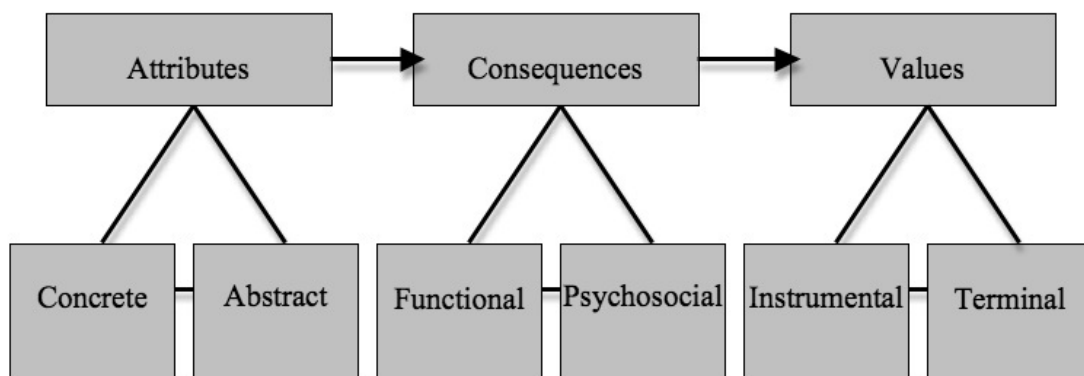 Attributes
Consequences
Values
Concrete
Abstract
Functional
Psychosocial
Instrumental
Terminal